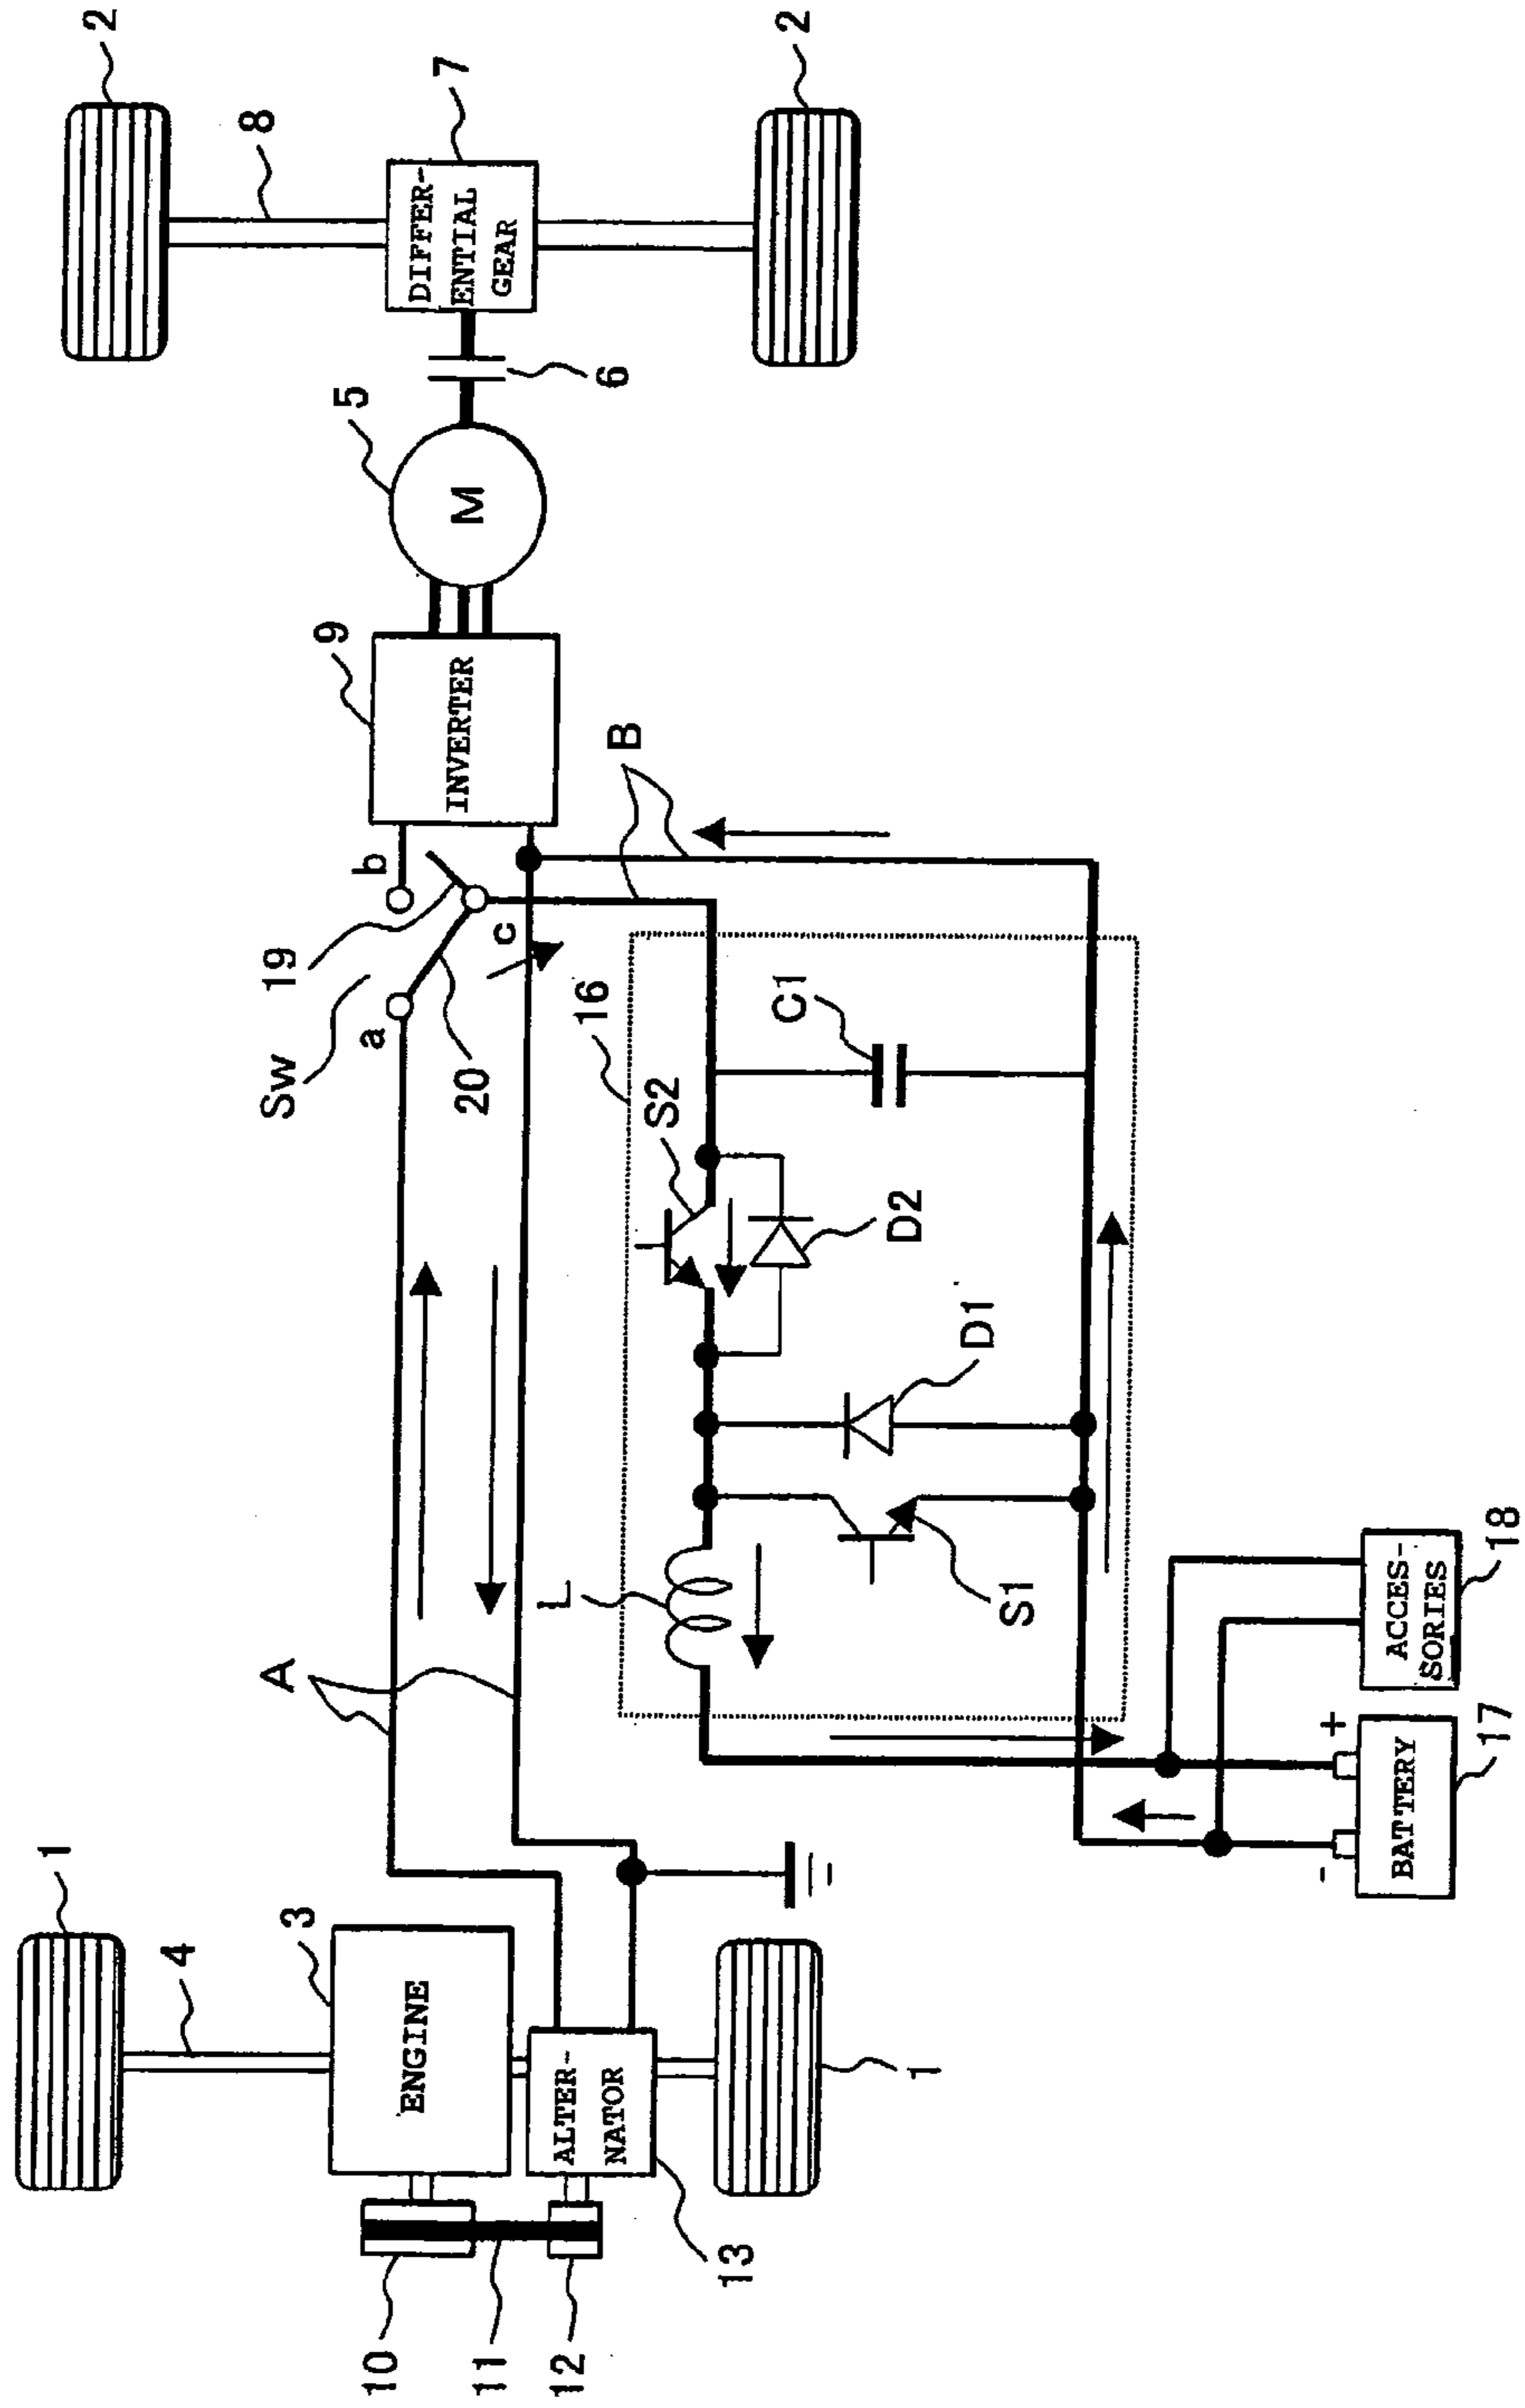 1
4
3
ENGINE
10
11
12
ALTER-
NATOR
13
1
A
Sw
a
19
20
b
c
9
INVERTER
5
M
6
2
8
7
DIFFER-
ENTIAL
GEAR
2
B
16
L
S2
D2
C1
D1
S1
-
+
BATTERY
17
ACCES-
SORIES
18